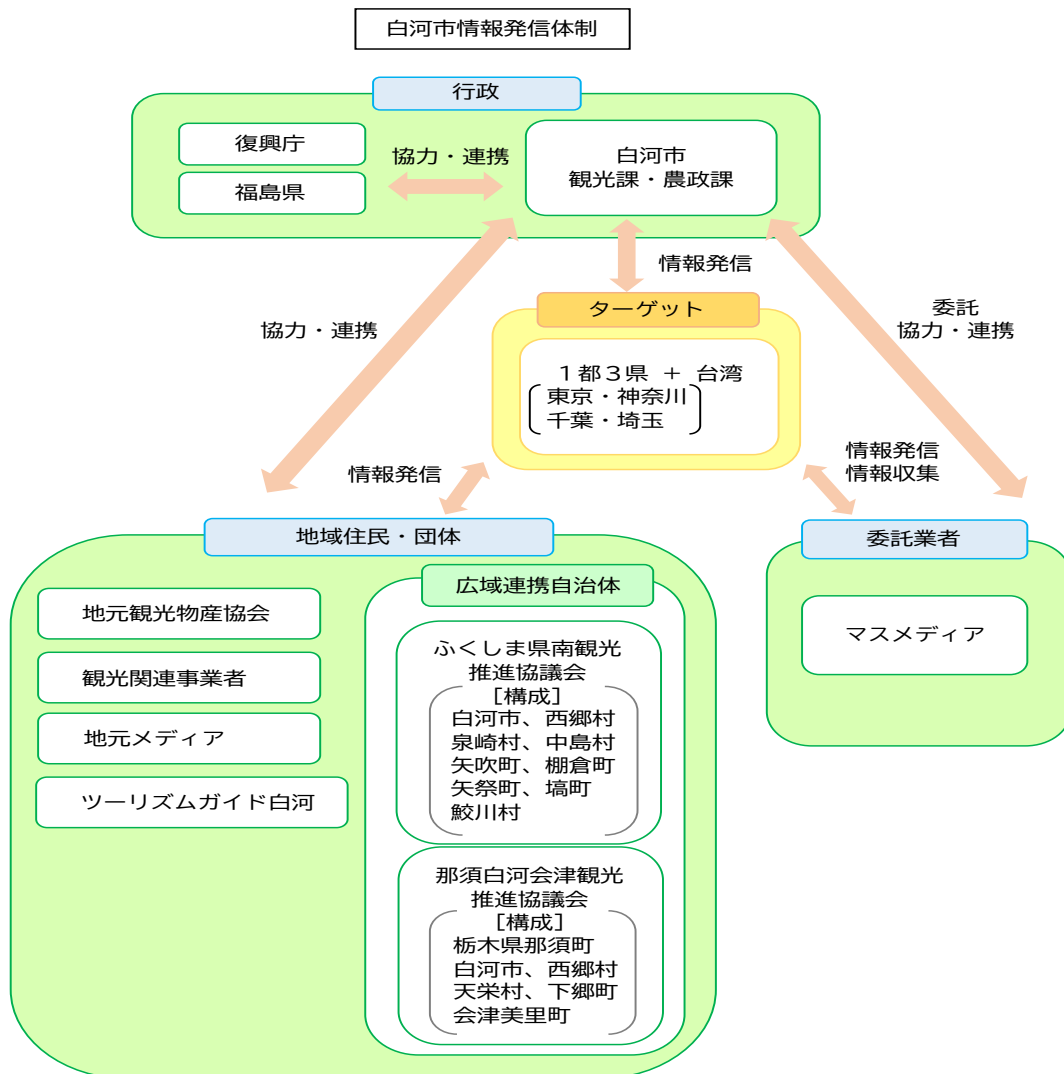 白河市情報発信体制
行政
復興庁
福島県
協力・連携
白河市
観光課・農政課
情報発信
協力・連携
委託
協力・連携
ターゲット
１都３県 + 台湾
東京・神奈川
千葉・埼玉
情報発信
情報発信
情報収集
地域住民・団体
地元観光物産協会
観光関連事業者
地元メディア
ツーリズムガイド白河
広域連携自治体
ふくしま県南観光
推進協議会
[構成]
白河市、西郷村
泉崎村、中島村
矢吹町、棚倉町
矢祭町、塙町
鮫川村
那須白河会津観光
推進協議会
[構成]
栃木県那須町
白河市、西郷村
天栄村、下郷町
会津美里町
委託業者
マスメディア